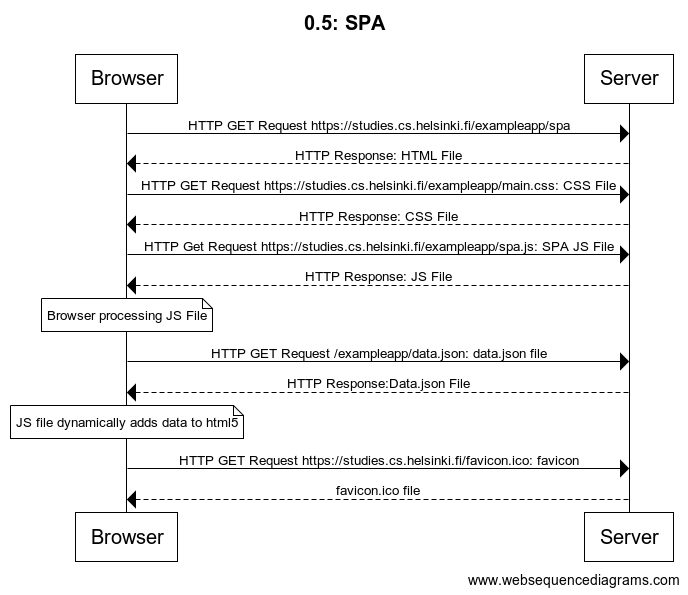 0.5: SPA
Browser Server
HTTP GET Request https://studies.cs.helsinki.fi/exampleapp/spa
HTTP Response: HTML File
HTTP GET Request https://studies.cs.helsinki.fi/exampleapp/main.css: CSS File
HTTP Response: CSS File
HTTP Get Request https://studies.cs.helsinki.fi/exampleapp/spa.js: SPA JS File
HTTP Response: JS File
Browser processing JS File
HTTP GET Request /exampleapp/data.json: data.json file
HTTP Response:Data.json File
JS file dynamically adds data to html5
HTTP GET Request https://studies.cs.helsinki.fi/favicon.ico: favicon
favicon.ico file
Browser Server
www.websequencediagrams.com